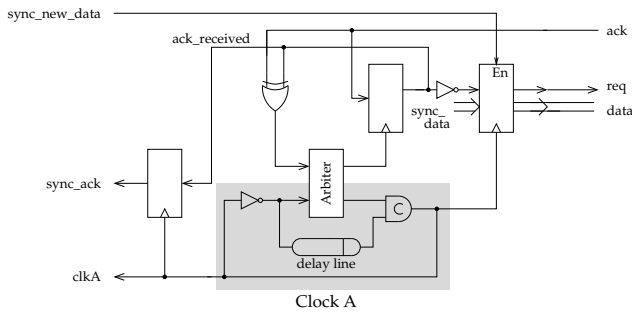 sync_new_data
ack
ack_received
En
req
sync_
data
data
Arbiter
sync_ack
C
delay line
clkA
Clock A